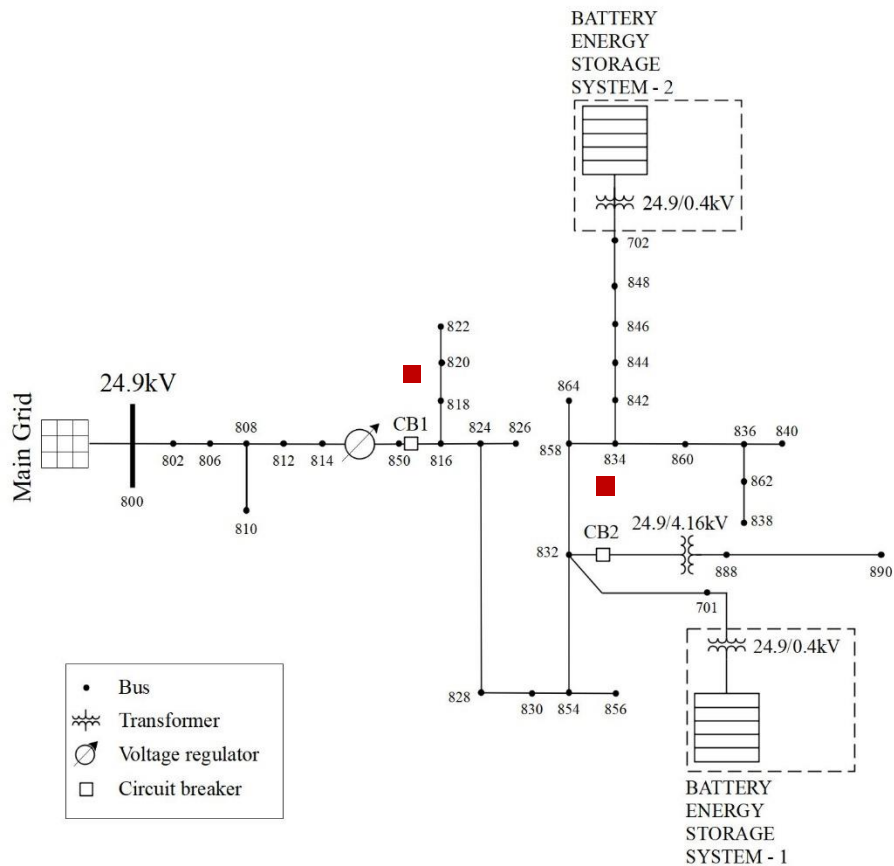 BATTERY
ENERGY
STORAGE
SYSTEM - 2
24.9/0.4kV
702
848
846
844
842
822
820
818
864
Main Grid
24.9kV
800
802
806
808
810
812
814
850
CB1
816
824
826
858
834
860
836
840
862
838
24.9/4.16kV
CB2
832
888
890
701
24.9/0.4kV
828
830
854
856
BATTERY
ENERGY
STORAGE
SYSTEM - 1
Bus
Transformer
Voltage regulator
Circuit breaker